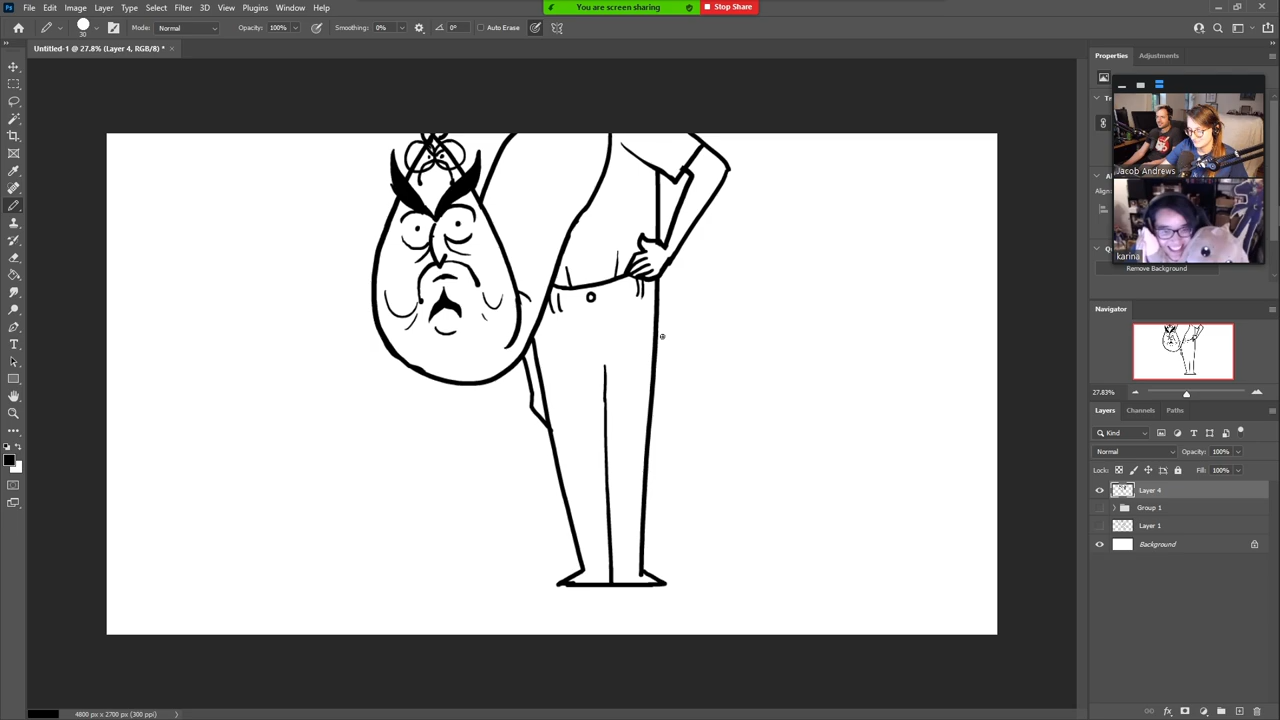 You are screen sharing Stop Share
Ps File Edit Image Layer Type Select Filter 3D View Plugins Window Help
30 Mode: Normal Opacity: 100% Smoothing: 0% 0° Auto Erase
Untitled-1 @ 27.8% (Layer 4, RGB/8) * ×
Properties Adjustments
Jacob Andrews
karina
Remove Background
Navigator
27.83%
Layers Channels Paths
Kind
Normal Opacity: 100%
Lock: Fill: 100%
Layer 4
Group 1
Layer 1
Background
4800 px x 2700 px (300 ppi)